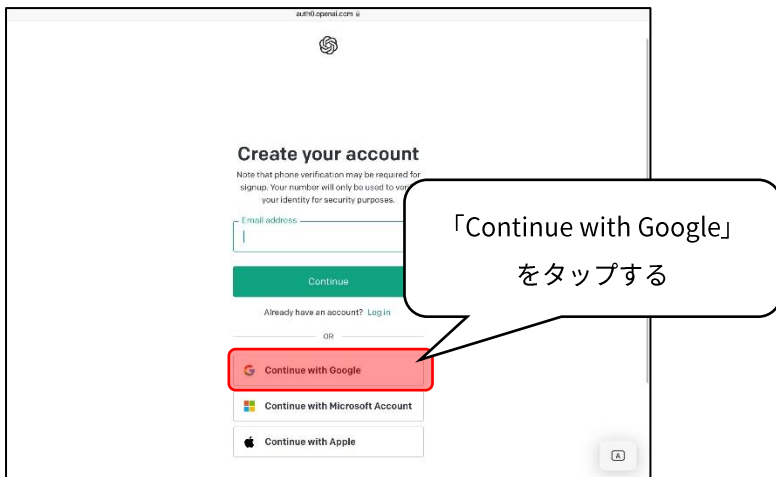 auth0.openai.com
Create your account
Note that phone verification may be required for
signup. Your number will only be used to
your identity for security purposes.
Email address
Continue
Already have an account? Log in
OR
Continue with Google
Continue with Microsoft Account
Continue with Apple
「Continue with Google」
をタップする
A